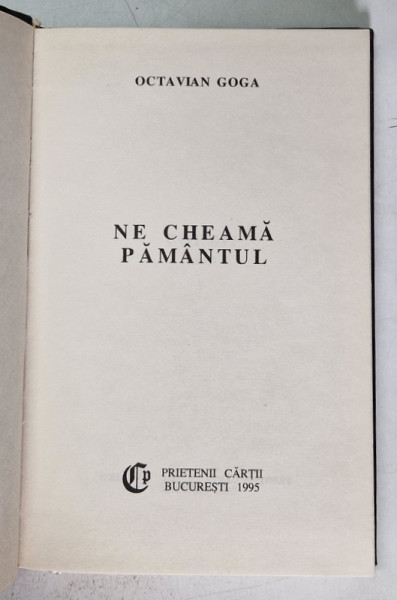 OCTAVIAN GOGA
NE CHEAMĂ
PĂMÂNTUL
Cp
PRIETENII CĂRȚII
BUCUREȘTI 1995